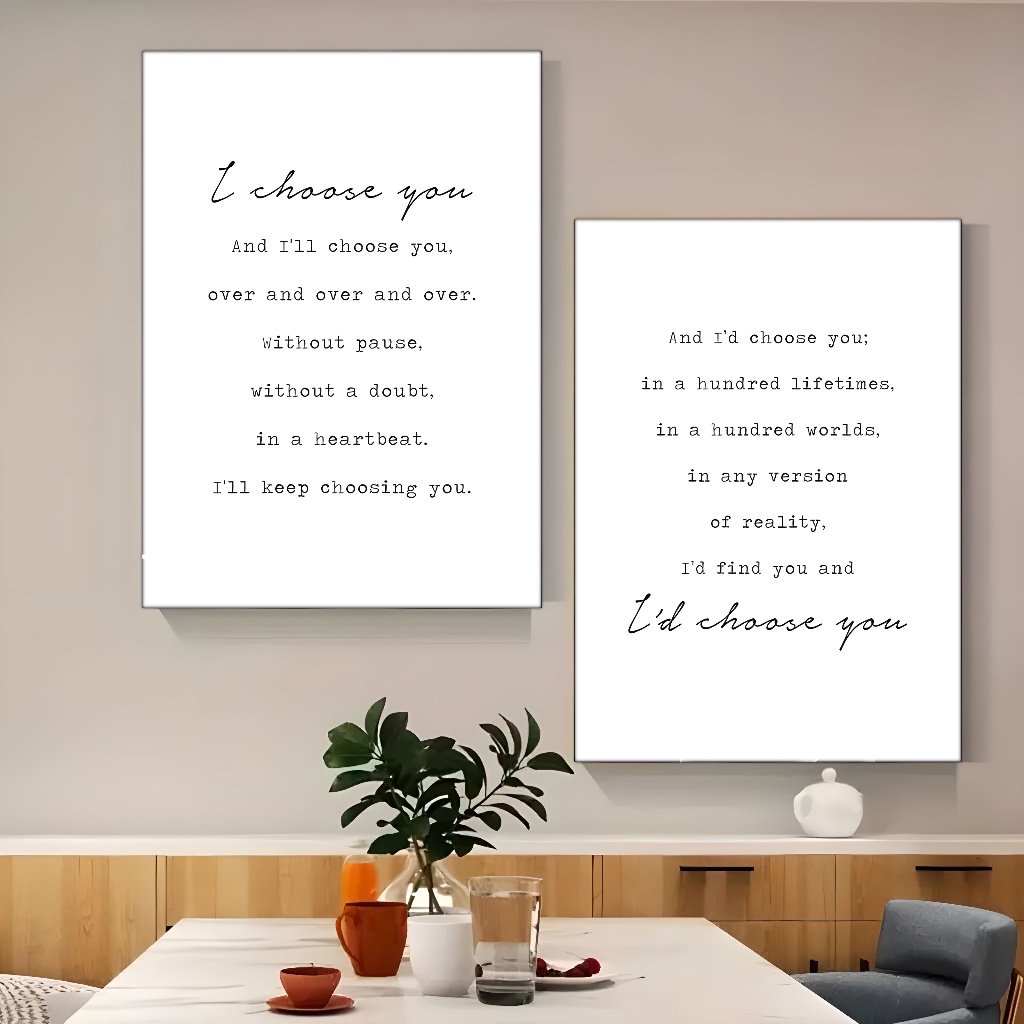 I choose you
And I'll choose you,
over and over and over.
Without pause,
without a doubt,
in a heartbeat.
I'll keep choosing you.
And I'd choose you;
in a hundred lifetimes,
in a hundred worlds,
in any version
of reality,
I'd find you and
I'd choose you